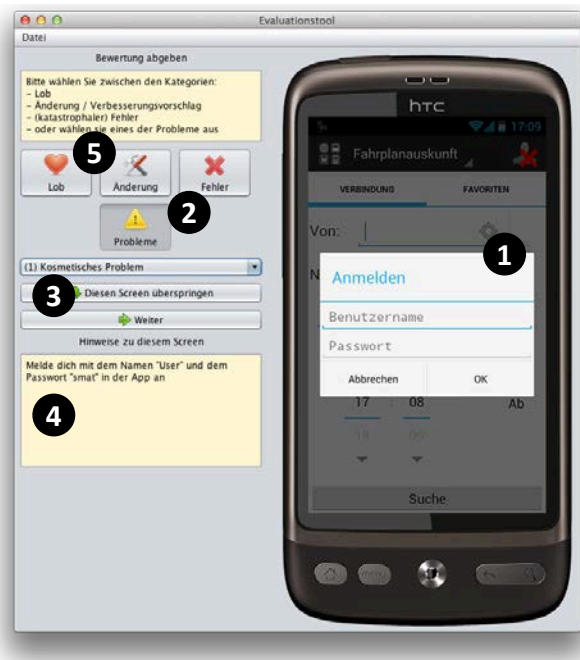 Evaluationstool
Datei
Bewertung abgeben
Bitte wählen Sie zwischen den Kategorien:
- Lob
- Änderung / Verbesserungsvorschlag
- (katastrophaler) Fehler
- oder wählen sie eines der Probleme aus
5
Lob
Änderung
Fehler
2
Probleme
(1) Kosmetisches Problem
3
Diesen Screen überspringen
Weiter
Hinweise zu diesem Screen
Melde dich mit dem Namen "User" und dem
Passwort "smat" in der App an
4
htc
17:09
Fahrplanauskunft
VERBINDUNG FAVORITEN
Von:
1
N
Anmelden
Benutzername
Passwort
Abbrechen OK
17 : 08 Ab
18 09
Suche
menu